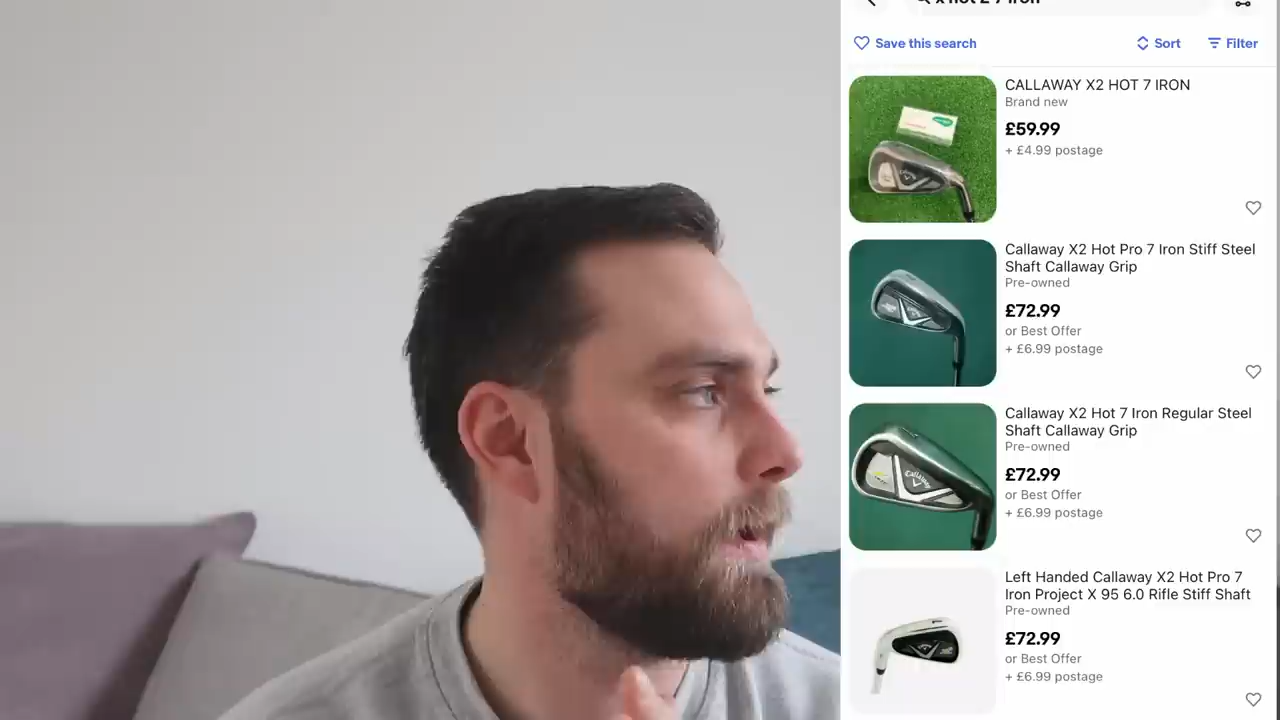 Save this search
Sort
Filter
CALLAWAY X2 HOT 7 IRON
Brand new
£59.99
+ £4.99 postage
Callaway X2 Hot Pro 7 Iron Stiff Steel
Shaft Callaway Grip
Pre-owned
£72.99
or Best Offer
+ £6.99 postage
Callaway X2 Hot 7 Iron Regular Steel
Shaft Callaway Grip
Pre-owned
£72.99
or Best Offer
+ £6.99 postage
Left Handed Callaway X2 Hot Pro 7
Iron Project X 95 6.0 Rifle Stiff Shaft
Pre-owned
£72.99
or Best Offer
+ £6.99 postage